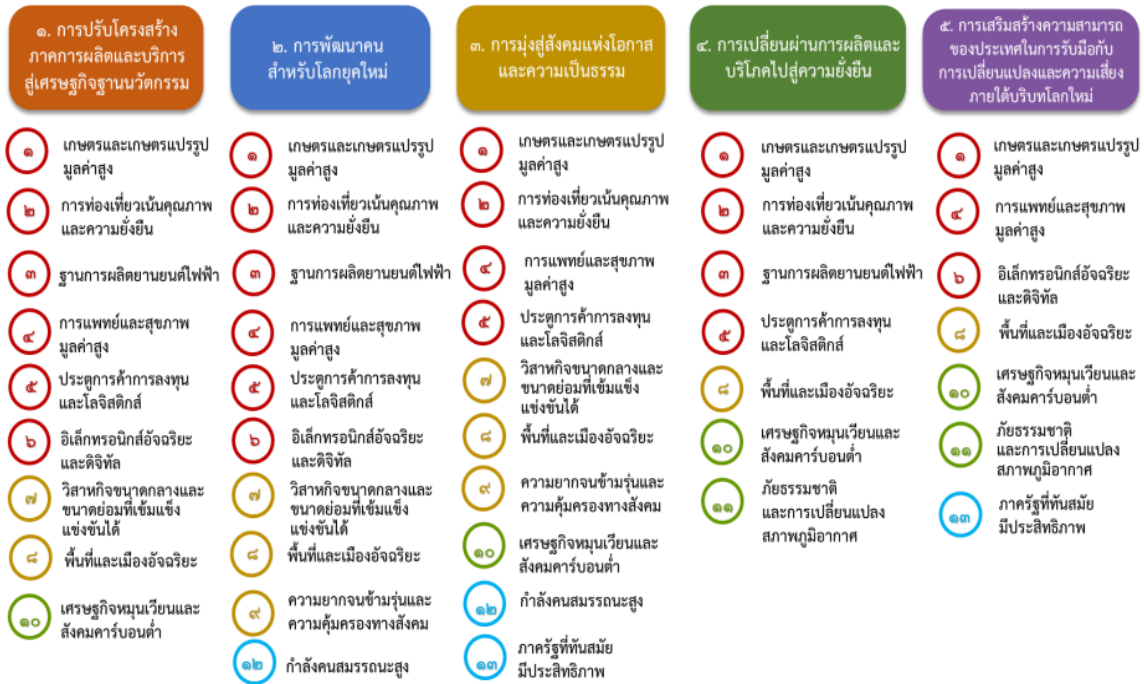 ๑. การปรับโครงสร้าง
ภาคการผลิตและบริการ
สู่เศรษฐกิจฐานนวัตกรรม
๑
เกษตรและเกษตรแปรรูป
มูลค่าสูง
๒
การท่องเที่ยวเน้นคุณภาพ
และความยั่งยืน
๓
ฐานการผลิตยานยนต์ไฟฟ้า
๔
การแพทย์และสุขภาพ
มูลค่าสูง
๕
ประตูการค้าการลงทุน
และโลจิสติกส์
๖
อิเล็กทรอนิกส์อัจฉริยะ
และดิจิทัล
๗
วิสาหกิจขนาดกลางและ
ขนาดย่อมที่เข้มแข็ง
แข่งขันได้
๘
พื้นที่และเมืองอัจฉริยะ
๑๐
เศรษฐกิจหมุนเวียนและ
สังคมคาร์บอนต่ำ
๒. การพัฒนาคน
สำหรับโลกยุคใหม่
๑
เกษตรและเกษตรแปรรูป
มูลค่าสูง
๒
การท่องเที่ยวเน้นคุณภาพ
และความยั่งยืน
๓
ฐานการผลิตยานยนต์ไฟฟ้า
๔
การแพทย์และสุขภาพ
มูลค่าสูง
๕
ประตูการค้าการลงทุน
และโลจิสติกส์
๖
อิเล็กทรอนิกส์อัจฉริยะ
และดิจิทัล
๗
วิสาหกิจขนาดกลางและ
ขนาดย่อมที่เข้มแข็ง
แข่งขันได้
๘
พื้นที่และเมืองอัจฉริยะ
๙
ความยากจนข้ามรุ่นและ
ความคุ้มครองทางสังคม
๑๒
กำลังคนสมรรถนะสูง
๓. การมุ่งสู่สังคมแห่งโอกาส
และความเป็นธรรม
๑
เกษตรและเกษตรแปรรูป
มูลค่าสูง
๒
การท่องเที่ยวเน้นคุณภาพ
และความยั่งยืน
๔
การแพทย์และสุขภาพ
มูลค่าสูง
๕
ประตูการค้าการลงทุน
และโลจิสติกส์
๗
วิสาหกิจขนาดกลางและ
ขนาดย่อมที่เข้มแข็ง
แข่งขันได้
๘
พื้นที่และเมืองอัจฉริยะ
๙
ความยากจนข้ามรุ่นและ
ความคุ้มครองทางสังคม
๑๐
เศรษฐกิจหมุนเวียนและ
สังคมคาร์บอนต่ำ
๑๒
กำลังคนสมรรถนะสูง
๑๓
ภาครัฐที่ทันสมัย
มีประสิทธิภาพ
๔. การเปลี่ยนผ่านการผลิตและ
บริโภคไปสู่ความยั่งยืน
๑
เกษตรและเกษตรแปรรูป
มูลค่าสูง
๒
การท่องเที่ยวเน้นคุณภาพ
และความยั่งยืน
๓
ฐานการผลิตยานยนต์ไฟฟ้า
๕
ประตูการค้าการลงทุน
และโลจิสติกส์
๘
พื้นที่และเมืองอัจฉริยะ
๑๐
เศรษฐกิจหมุนเวียนและ
สังคมคาร์บอนต่ำ
๑๑
ภัยธรรมชาติ
และการเปลี่ยนแปลง
สภาพภูมิอากาศ
๕. การเสริมสร้างความสามารถ
ของประเทศในการรับมือกับ
การเปลี่ยนแปลงและความเสี่ยง
ภายใต้บริบทโลกใหม่
๑
เกษตรและเกษตรแปรรูป
มูลค่าสูง
๔
การแพทย์และสุขภาพ
มูลค่าสูง
๖
อิเล็กทรอนิกส์อัจฉริยะ
และดิจิทัล
๘
พื้นที่และเมืองอัจฉริยะ
๑๐
เศรษฐกิจหมุนเวียนและ
สังคมคาร์บอนต่ำ
๑๑
ภัยธรรมชาติ
และการเปลี่ยนแปลง
สภาพภูมิอากาศ
๑๓
ภาครัฐที่ทันสมัย
มีประสิทธิภาพ